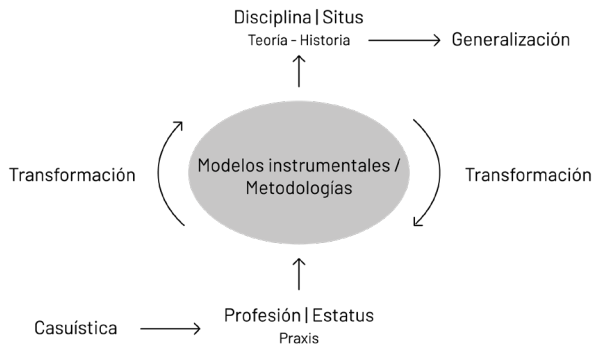 Disciplina | Situs
Teoría - Historia
Generalización
Modelos instrumentales /
Metodologías
Transformación
Transformación
Profesión | Estatus
Casuística
Praxis